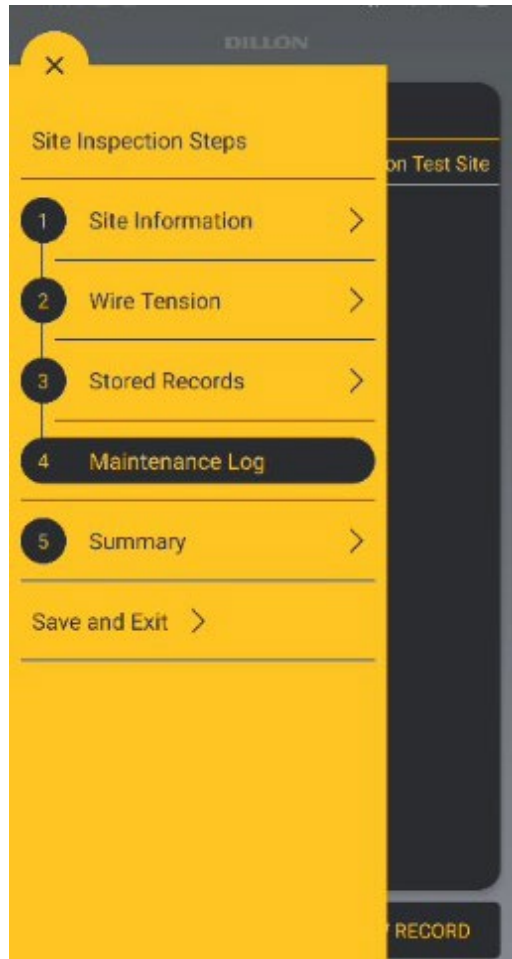 DILLON
Site Inspection Steps
on Test Site
1 Site Information
2 Wire Tension
3 Stored Records
4 Maintenance Log
5 Summary
Save and Exit
RECORD